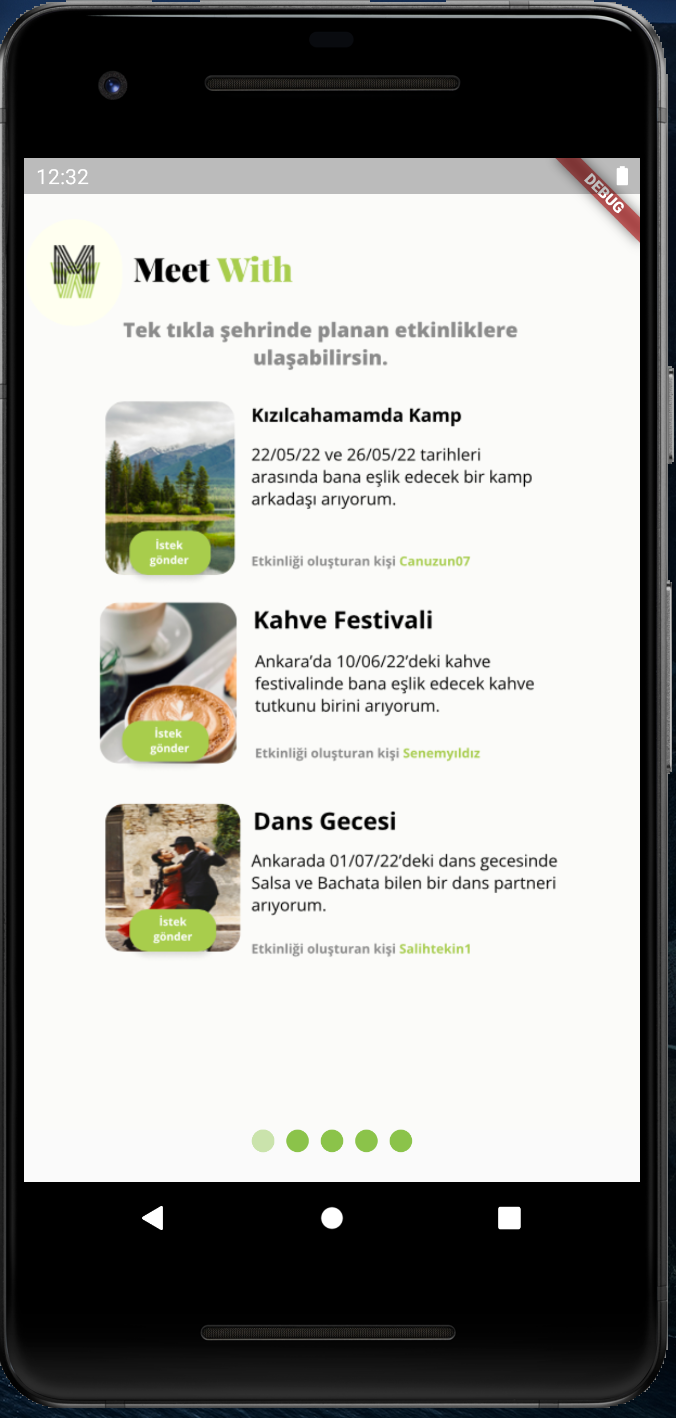 12:32
DEBUG
MW
Meet With
Tek tıkla şehrinde planan etkinliklere
ulaşabilirsin.
Kızılcahamamda Kamp
22/05/22 ve 26/05/22 tarihleri
arasında bana eşlik edecek bir kamp
arkadaşı arıyorum.
İstek
gönder
Etkinliği oluşturan kişi Canuzun07
Kahve Festivali
Ankara'da 10/06/22'deki kahve
festivalinde bana eşlik edecek kahve
tutkunu birini arıyorum.
İstek
gönder
Etkinliği oluşturan kişi Senemyıldız
Dans Gecesi
Ankarada 01/07/22'deki dans gecesinde
Salsa ve Bachata bilen bir dans partneri
arıyorum.
İstek
gönder
Etkinliği oluşturan kişi Salihtekin1